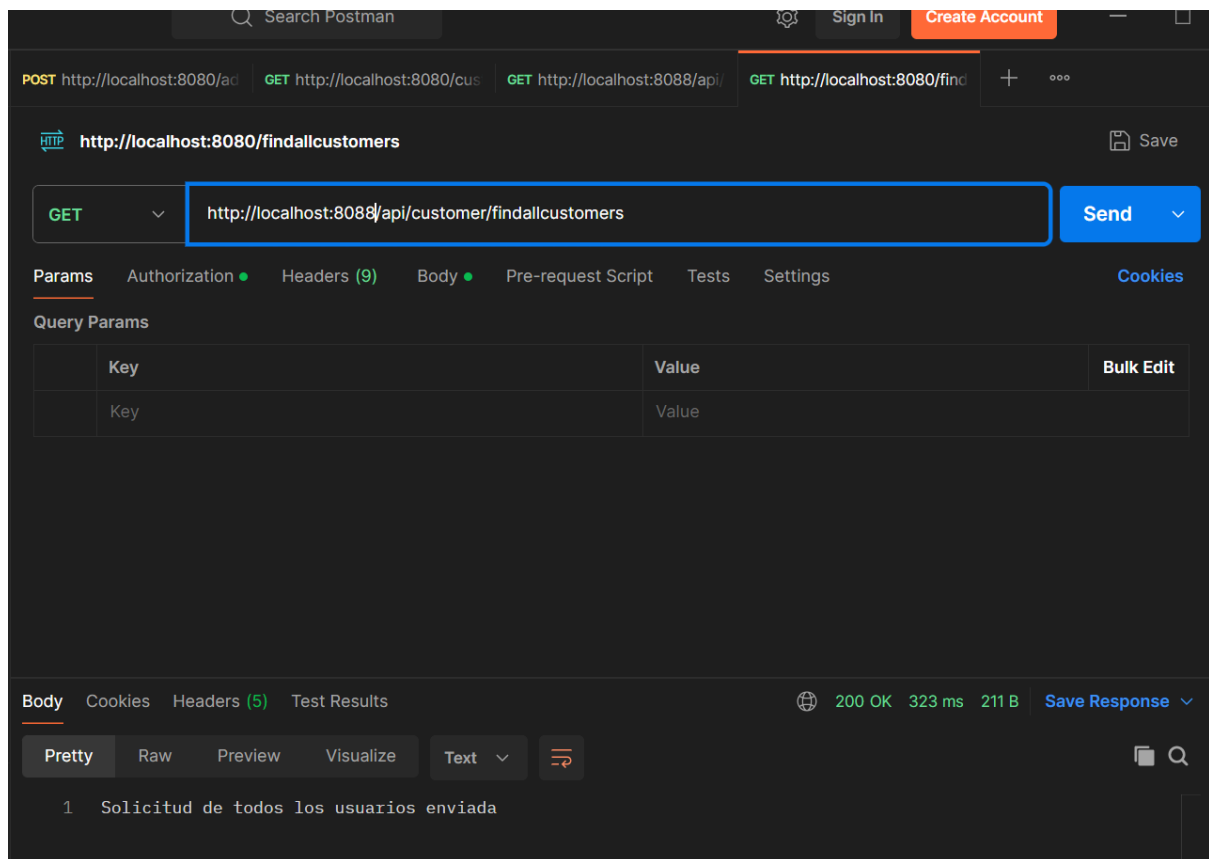 Search Postman Sign In Create Account
POST http://localhost:8080/ad GET http://localhost:8080/cus GET http://localhost:8088/api/ GET http://localhost:8080/find
HTTP http://localhost:8080/findallcustomers Save
GET http://localhost:8088/api/customer/findallcustomers Send
Params Authorization Headers (9) Body Pre-request Script Tests Settings Cookies
Query Params
Key Value Bulk Edit
Key Value
Body Cookies Headers (5) Test Results 200 OK 323 ms 211 B Save Response
Pretty Raw Preview Visualize Text
1 Solicitud de todos los usuarios enviada